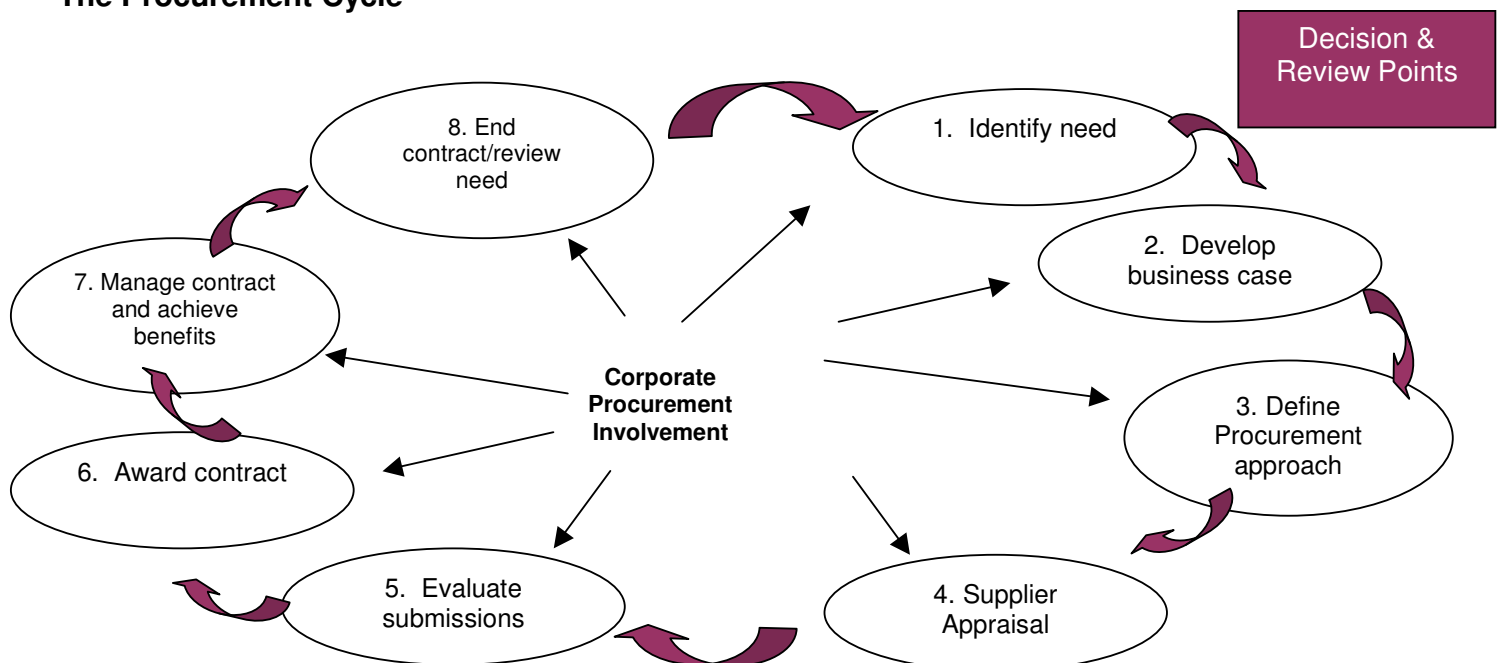 The Procurement Cycle
Decision &
Review Points
8. End
contract/review
need
1. Identify need
2. Develop
business case
7. Manage contract
and achieve
benefits
Corporate
Procurement
Involvement
3. Define
Procurement
approach
6. Award contract
5. Evaluate
submissions
4. Supplier
Appraisal